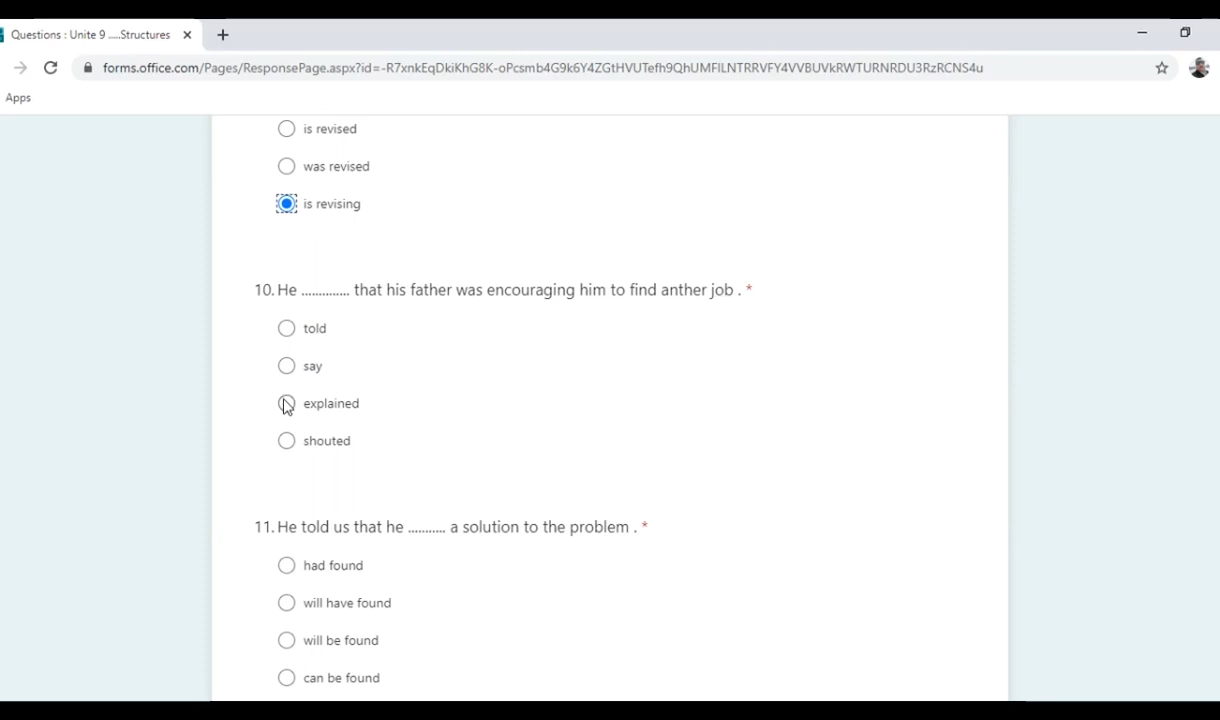 Questions : Unite 9 .....Structures
forms.office.com/Pages/ResponsePage.aspx?id=-R7xnkEqDkiKhG8K-oPcsmb4G9k6Y4ZGtHVUTefh9QhUMFlLNTRRVFY4VVBUVkRWTURNRDU3RzRCNS4u
Apps
is revised
was revised
is revising
10. He .............. that his father was encouraging him to find anther job . *
told
say
explained
shouted
11. He told us that he ........... a solution to the problem . *
had found
will have found
will be found
can be found